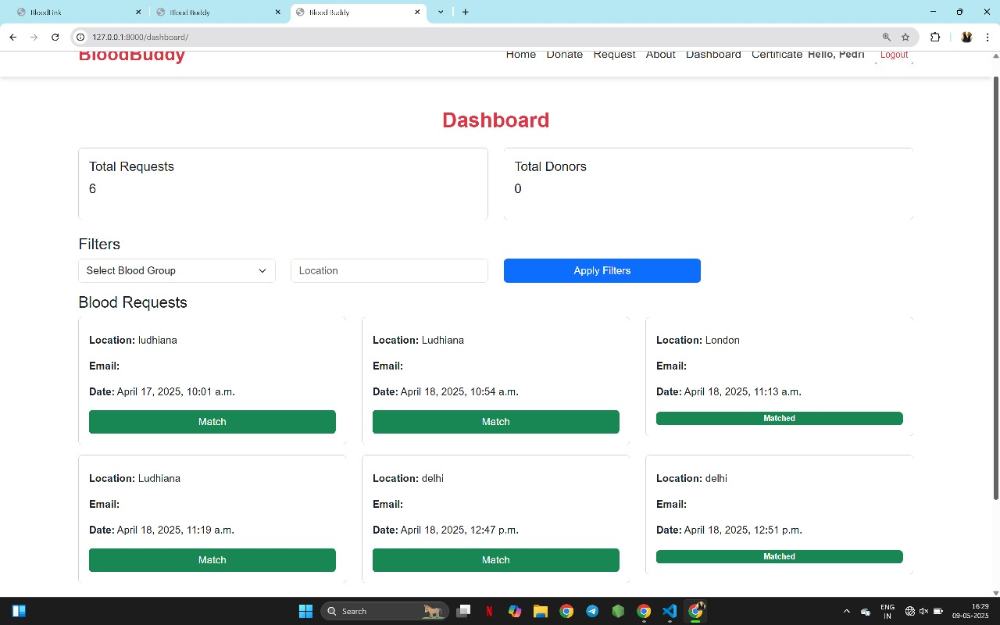 BloodLink
Blood Buddy
Blood Buddy
127.0.0.1:8000/dashboard/
BloodBuddy Home Donate Request About Dashboard Certificate Hello, Pedri Logout
Dashboard
Total Requests
6
Total Donors
0
Filters
Select Blood Group Location Apply Filters
Blood Requests
Location: ludhiana
Email:
Date: April 17, 2025, 10:01 a.m.
Match
Location: Ludhiana
Email:
Date: April 18, 2025, 10:54 a.m.
Match
Location: London
Email:
Date: April 18, 2025, 11:13 a.m.
Matched
Location: Ludhiana
Email:
Date: April 18, 2025, 11:19 a.m.
Match
Location: delhi
Email:
Date: April 18, 2025, 12:47 p.m.
Match
Location: delhi
Email:
Date: April 18, 2025, 12:51 p.m.
Matched
Search
ENG
IN
16:29
09-05-2025